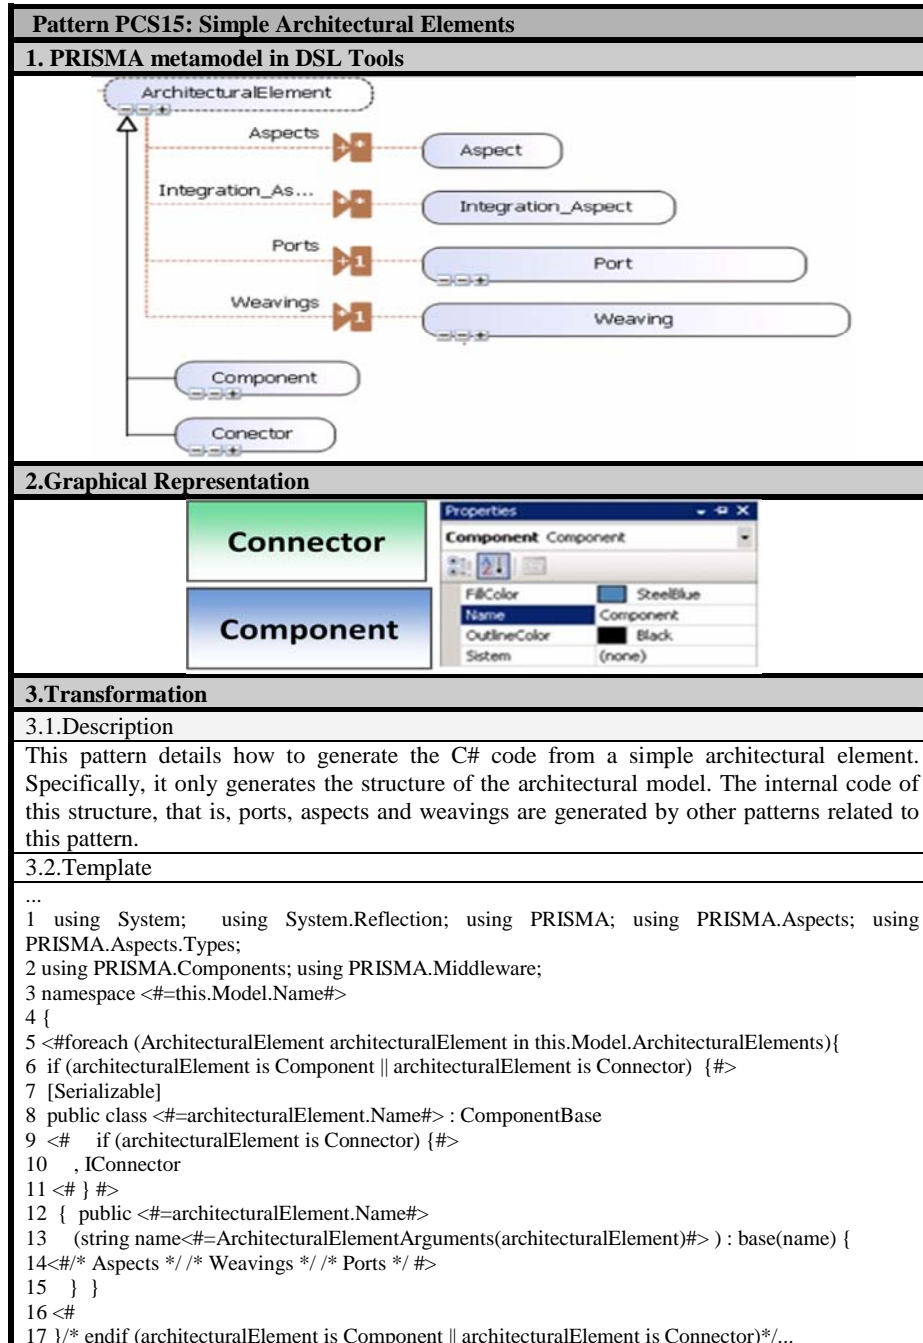 Pattern PCS15: Simple Architectural Elements
1. PRISMA metamodel in DSL Tools
ArchitecturalElement
Aspects
Aspect
Integration_As...
Integration_Aspect
Ports
Port
Weavings
Weaving
Component
Conector
2.Graphical Representation
Connector
Component
Properties
Component Component
FillColor SteelBlue
Name Component
OutlineColor Black
Sistem (none)
3.Transformation
3.1.Description
This pattern details how to generate the C# code from a simple architectural element.
Specifically, it only generates the structure of the architectural model. The internal code of
this structure, that is, ports, aspects and weavings are generated by other patterns related to
this pattern.
3.2.Template
...
1 using System; using System.Reflection; using PRISMA; using PRISMA.Aspects; using
PRISMA.Aspects.Types;
2 using PRISMA.Components; using PRISMA.Middleware;
3 namespace <#=this.Model.Name#>
4 {
5 <#foreach (ArchitecturalElement architecturalElement in this.Model.ArchitecturalElements){
6 if (architecturalElement is Component || architecturalElement is Connector) {#>
7 [Serializable]
8 public class <#=architecturalElement.Name#> : ComponentBase
9 <# if (architecturalElement is Connector) {#>
10 , IConnector
11 <# } #>
12 { public <#=architecturalElement.Name#>
13 (string name<#=ArchitecturalElementArguments(architecturalElement)#> ) : base(name) {
14<#/* Aspects */ /* Weavings */ /* Ports */ #>
15 } }
16 <#
17 }/* endif (architecturalElement is Component || architecturalElement is Connector)*/...